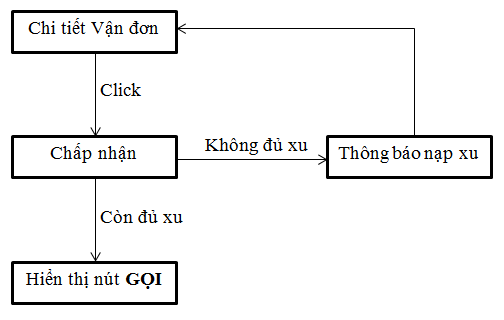 Chi tiết Vận đơn
Click
Chấp nhận
Không đủ xu
Thông báo nạp xu
Còn đủ xu
Hiển thị nút GỌI